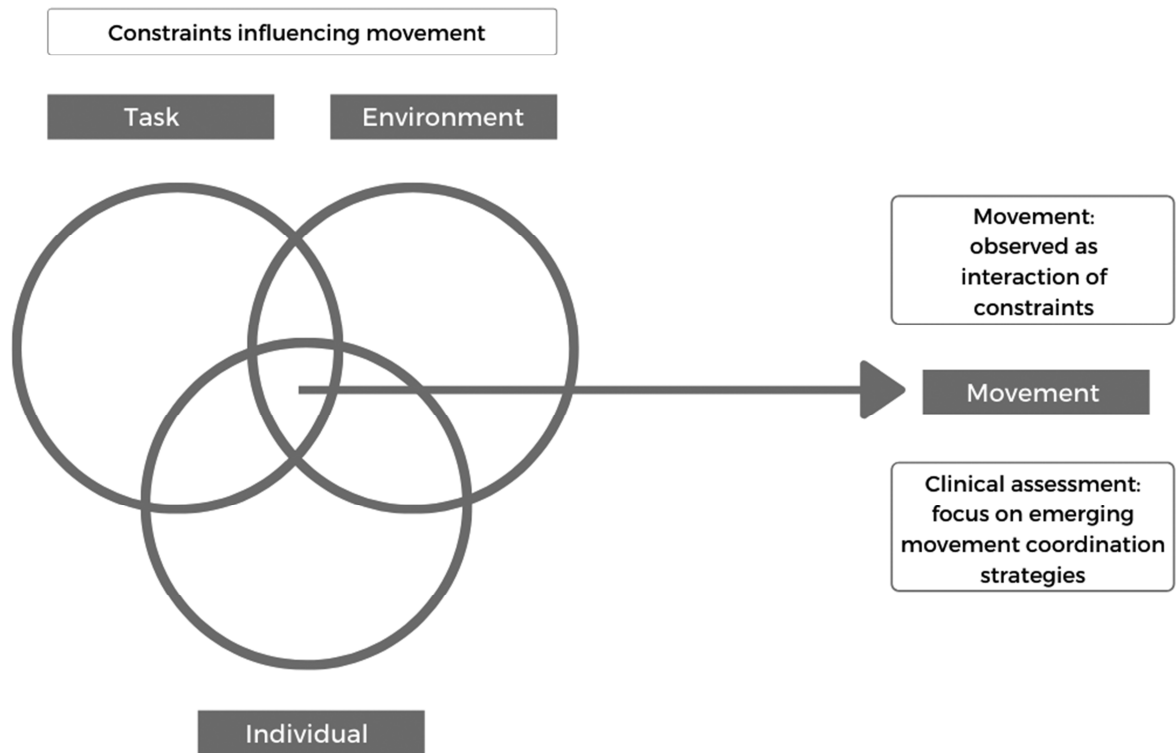 Constraints influencing movement
Task
Environment
Movement:
observed as
interaction of
constraints
Movement
Clinical assessment:
focus on emerging
movement coordination
strategies
Individual